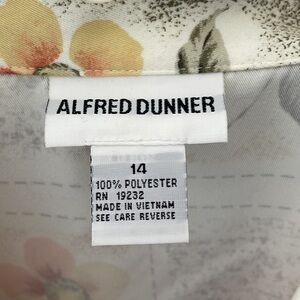 ALFRED DUNNER
14
100% POLYESTER
RN 19232
MADE IN VIETNAM
SEE CARE REVERSE